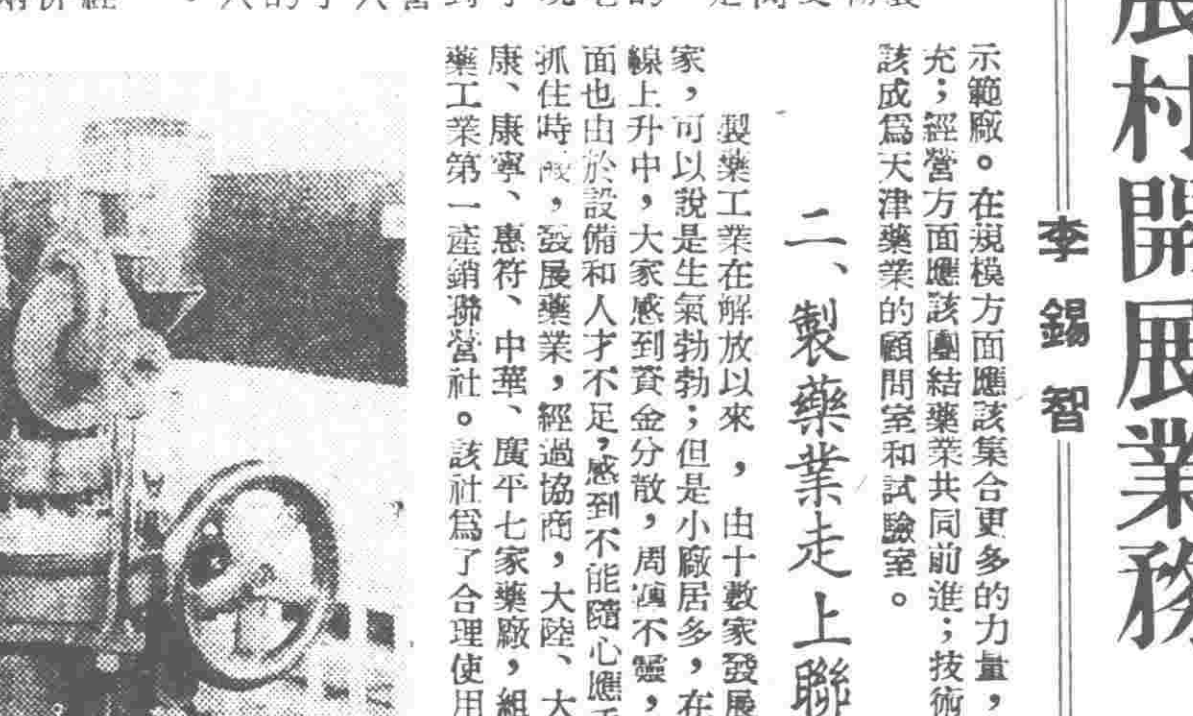 展村開展業務
李錫智
示範廠。在規模方面應該集合更多的力量，
充；經營方面應該團結藥業共同前進；技術
該成爲天津藥業的顧問室和試驗室。
二、製藥業走上聯
製藥工業在解放以來，由十數家發展
家，可以說是生氣勃勃；但是小廠居多，在
線上升中，大家感到資金分散，周轉不靈，
面也由於設備和人才不足，感到不能隨心應
抓住時，發展藥業，經過協商，大陸、大
康、康寧、惠符、中華、廣平七家藥廠，組
藥工業第一產銷聯營社。該社爲了合理使用